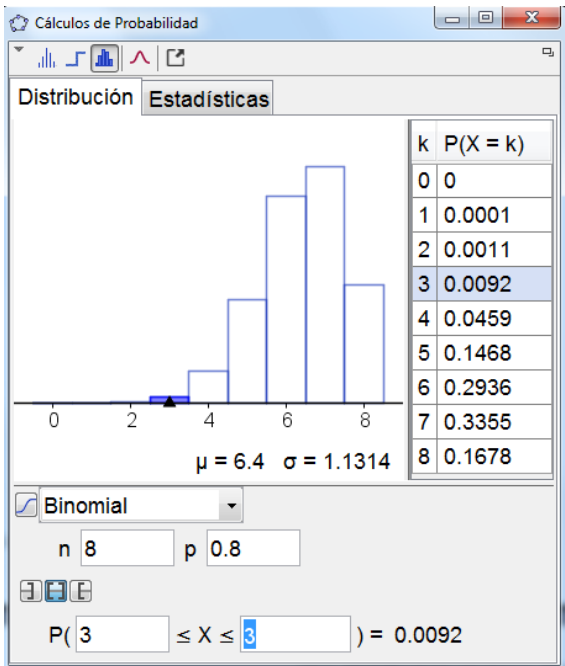 Cálculos de Probabilidad
Distribución Estadísticas
k P(X = k)
0 0
1 0.0001
2 0.0011
3 0.0092
4 0.0459
5 0.1468
6 0.2936
7 0.3355
8 0.1678
0 2 4 6 8
μ = 6.4 σ = 1.1314
Binomial
n 8 p 0.8
P( 3 ≤ X ≤ 3 ) = 0.0092